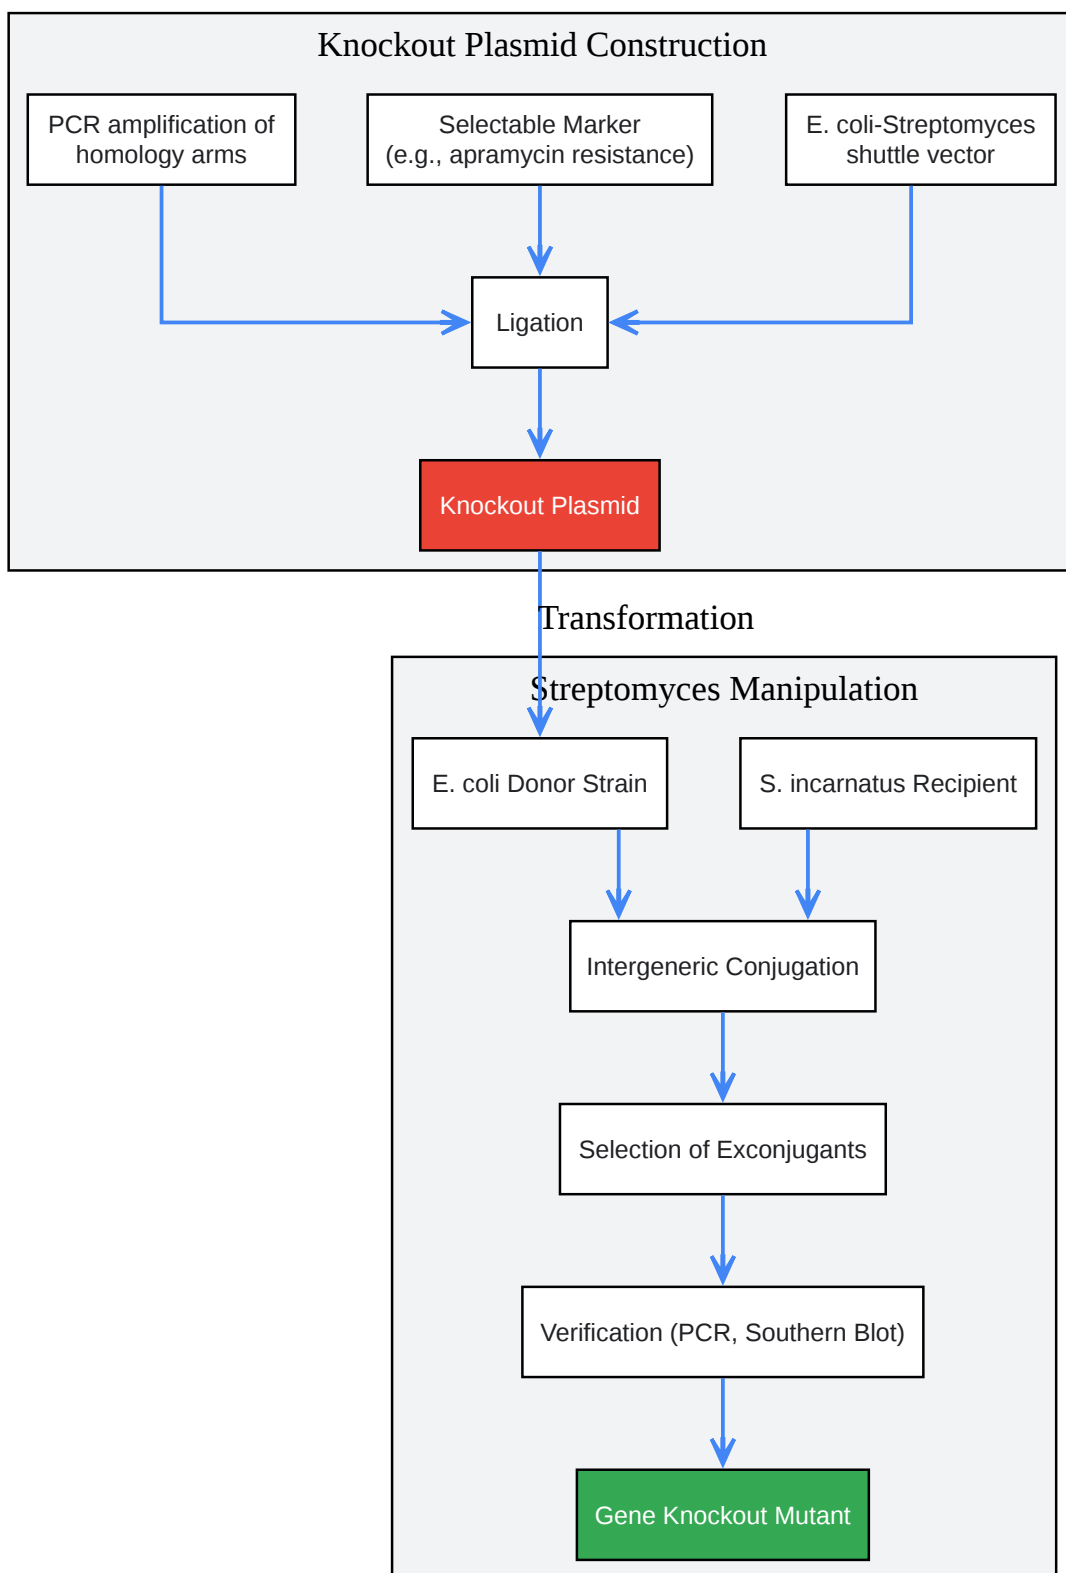 Knockout Plasmid Construction
PCR amplification of
homology arms
Selectable Marker
(e.g., apramycin resistance)
E. coli-Streptomyces
shuttle vector
Ligation
Knockout Plasmid
Transformation
Streptomyces Manipulation
E. coli Donor Strain
S. incarnatus Recipient
Intergeneric Conjugation
Selection of Exconjugants
Verification (PCR, Southern Blot)
Gene Knockout Mutant